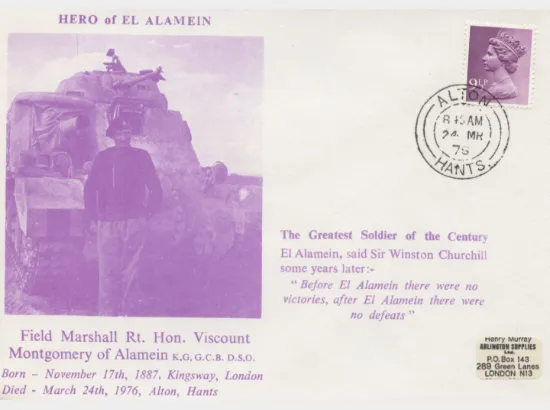 HERO of EL ALAMEIN
9½P
ALTON
8 45 AM
24 MR
76
HANTS.
The Greatest Soldier of the Century
El Alamein, said Sir Winston Churchill
some years later:-
“ Before El Alamein there were no
victories, after El Alamein there were
no defeats ”
Field Marshall Rt. Hon. Viscount
Montgomery of Alamein K,G, G.C.B. D.S.O.
Born - November 17th, 1887. Kingsway, London
Died - March 24th, 1976, Alton, Hants
Henry Murray
ARLINGTON SUPPLIES
Ltd.
P.O. Box 143
289 Green Lanes
LONDON N13